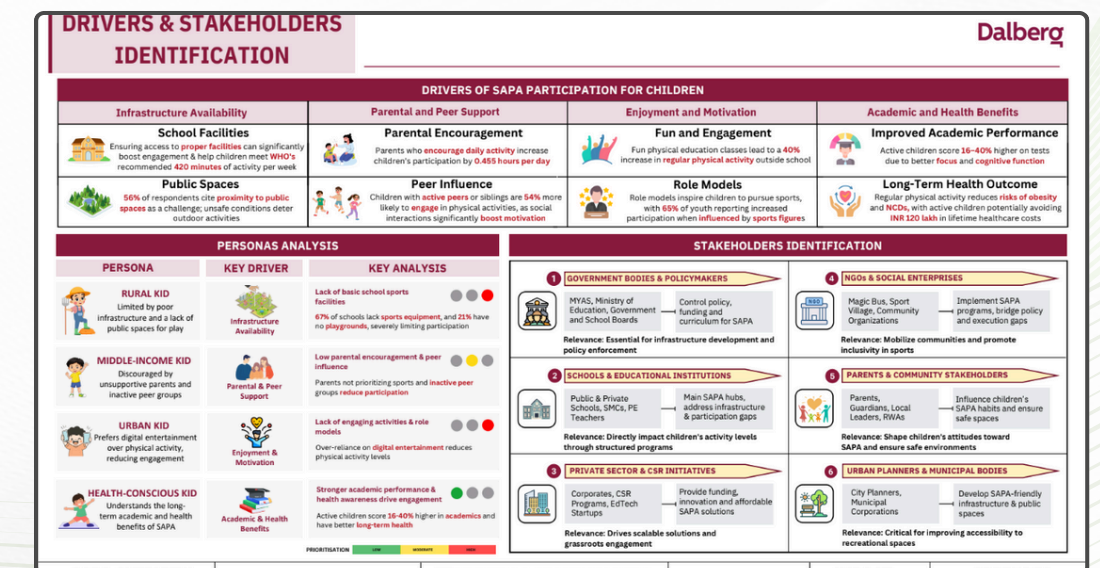 DRIVERS & STAKEHOLDERS
IDENTIFICATION
Dalberg
DRIVERS OF SAPA PARTICIPATION FOR CHILDREN
Infrastructure Availability
Parental and Peer Support
Enjoyment and Motivation
Academic and Health Benefits
School Facilities
Ensuring access to proper facilities can significantly
boost engagement & help children meet WHO's
recommended 420 minutes of activity per week
Parental Encouragement
Parents who encourage daily activity increase
children's participation by 0.455 hours per day
Fun and Engagement
Fun physical education classes lead to a 40%
increase in regular physical activity outside school
Improved Academic Performance
Active children score 16-40% higher on tests
due to better focus and cognitive function
Public Spaces
56% of respondents cite proximity to public
spaces as a challenge; unsafe conditions deter
outdoor activities
Peer Influence
Children with active peers or siblings are 54% more
likely to engage in physical activities, as social
interactions significantly boost motivation
Role Models
Role models inspire children to pursue sports,
with 65% of youth reporting increased
participation when influenced by sports figures
Long-Term Health Outcome
Regular physical activity reduces risks of obesity
and NCDs, with active children potentially avoiding
INR 120 lakh in lifetime healthcare costs
PERSONAS ANALYSIS
PERSONA
KEY DRIVER
KEY ANALYSIS
RURAL KID
Limited by poor
infrastructure and a lack of
public spaces for play
Infrastructure
Availability
Lack of basic school sports
facilities
67% of schools lack sports equipment, and 21% have
no playgrounds, severely limiting participation
MIDDLE-INCOME KID
Discouraged by
unsupportive parents and
inactive peer groups
Parental & Peer
Support
Low parental encouragement & peer
influence
Parents not prioritizing sports and inactive peer
groups reduce participation
URBAN KID
Prefers digital entertainment
over physical activity,
reducing engagement
Enjoyment &
Motivation
Lack of engaging activities & role
models
Over-reliance on digital entertainment reduces
physical activity levels
HEALTH-CONSCIOUS KID
Understands the long-
term academic and health
benefits of SAPA
Academic & Health
Benefits
Stronger academic performance &
health awareness drive engagement
Active children score 16-40% higher in academics and
have better long-term health
PRIORITISATION
LOW
MODERATE
HIGH
STAKEHOLDERS IDENTIFICATION
1 GOVERNMENT BODIES & POLICYMAKERS
MYAS, Ministry of
Education, Government
and School Boards
Control policy,
funding and
curriculum for SAPA
Relevance: Essential for infrastructure development and
policy enforcement
2 SCHOOLS & EDUCATIONAL INSTITUTIONS
Public & Private
Schools, SMCs, PE
Teachers
Main SAPA hubs,
address infrastructure
& participation gaps
Relevance: Directly impact children's activity levels
through structured programs
3 PRIVATE SECTOR & CSR INITIATIVES
Corporates, CSR
Programs, EdTech
Startups
Provide funding,
innovation and affordable
SAPA solutions
Relevance: Drives scalable solutions and
grassroots engagement
4 NGOs & SOCIAL ENTERPRISES
NGO
Magic Bus, Sport
Village, Community
Organizations
Implement SAPA
programs, bridge policy
and execution gaps
Relevance: Mobilize communities and promote
inclusivity in sports
5 PARENTS & COMMUNITY STAKEHOLDERS
Parents,
Guardians, Local
Leaders, RWAs
Influence children's
SAPA habits and ensure
safe spaces
Relevance: Shape children's attitudes toward
SAPA and ensure safe environments
6 URBAN PLANNERS & MUNICIPAL BODIES
City Planners,
Municipal
Corporations
Develop SAPA-friendly
infrastructure & public
spaces
Relevance: Critical for improving accessibility to
recreational spaces